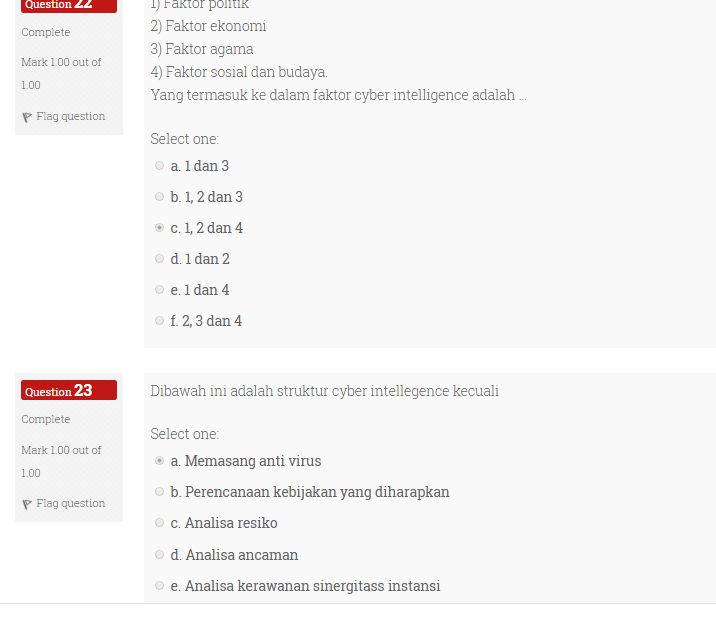 Question 22
Complete
Mark 1.00 out of
1.00
Flag question
1) Faktor politik
2) Faktor ekonomi
3) Faktor agama
4) Faktor sosial dan budaya.
Yang termasuk ke dalam faktor cyber intelligence adalah ...
Select one:
a. 1 dan 3
b. 1, 2 dan 3
c. 1, 2 dan 4
d. 1 dan 2
e. 1 dan 4
f. 2, 3 dan 4
Question 23
Complete
Mark 1.00 out of
1.00
Flag question
Dibawah ini adalah struktur cyber intellegence kecuali
Select one:
a. Memasang anti virus
b. Perencanaan kebijakan yang diharapkan
c. Analisa resiko
d. Analisa ancaman
e. Analisa kerawanan sinergitass instansi